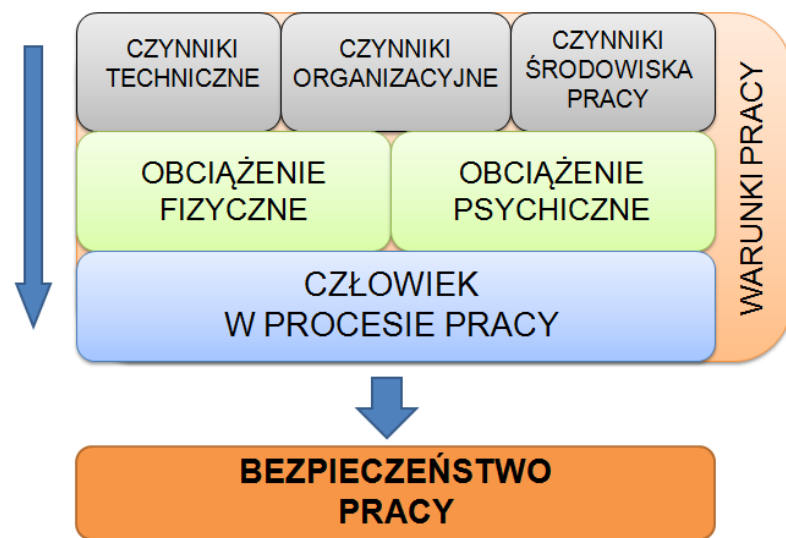 CZYNNIKI
TECHNICZNE
CZYNNIKI
ORGANIZACYJNE
CZYNNIKI
ŚRODOWISKA
PRACY
OBCIĄŻENIE
FIZYCZNE
OBCIĄŻENIE
PSYCHICZNE
CZŁOWIEK
W PROCESIE PRACY
WARUNKI PRACY
BEZPIECZEŃSTWO
PRACY